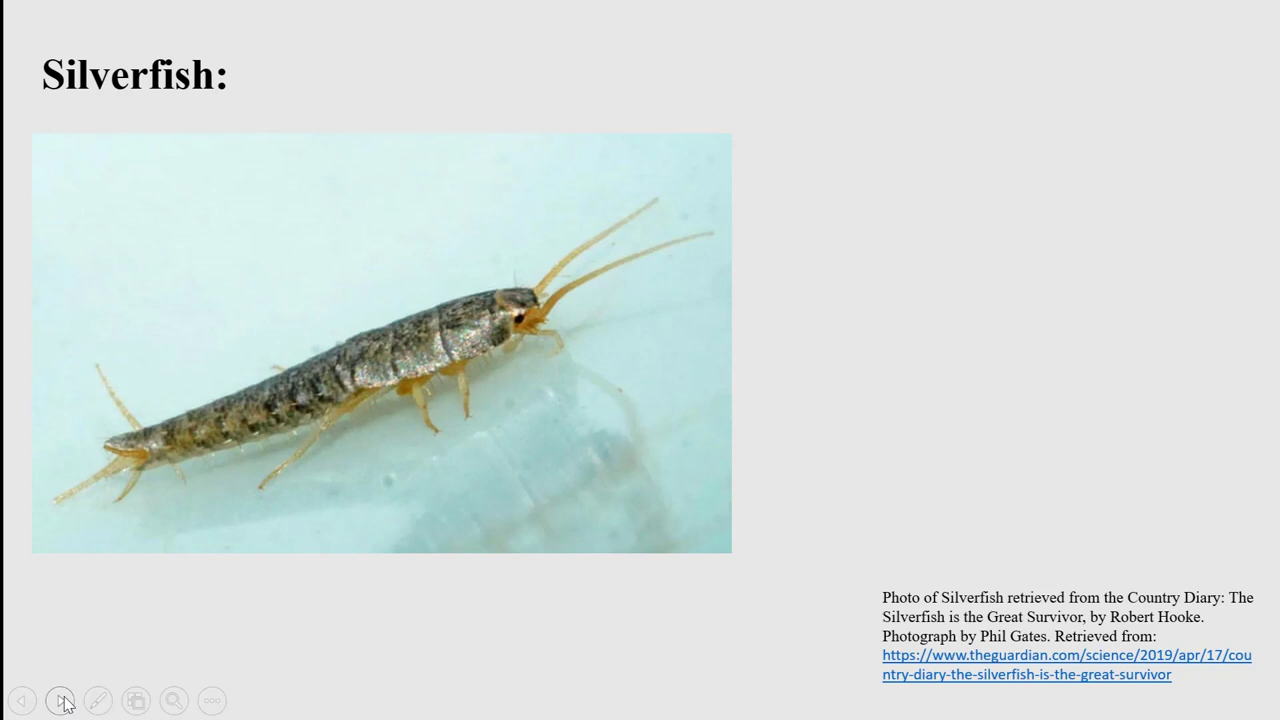 Silverfish:
Photo of Silverfish retrieved from the Country Diary: The
Silverfish is the Great Survivor, by Robert Hooke.
Photograph by Phil Gates. Retrieved from:
https://www.theguardian.com/science/2019/apr/17/cou
ntry-diary-the-silverfish-is-the-great-survivor